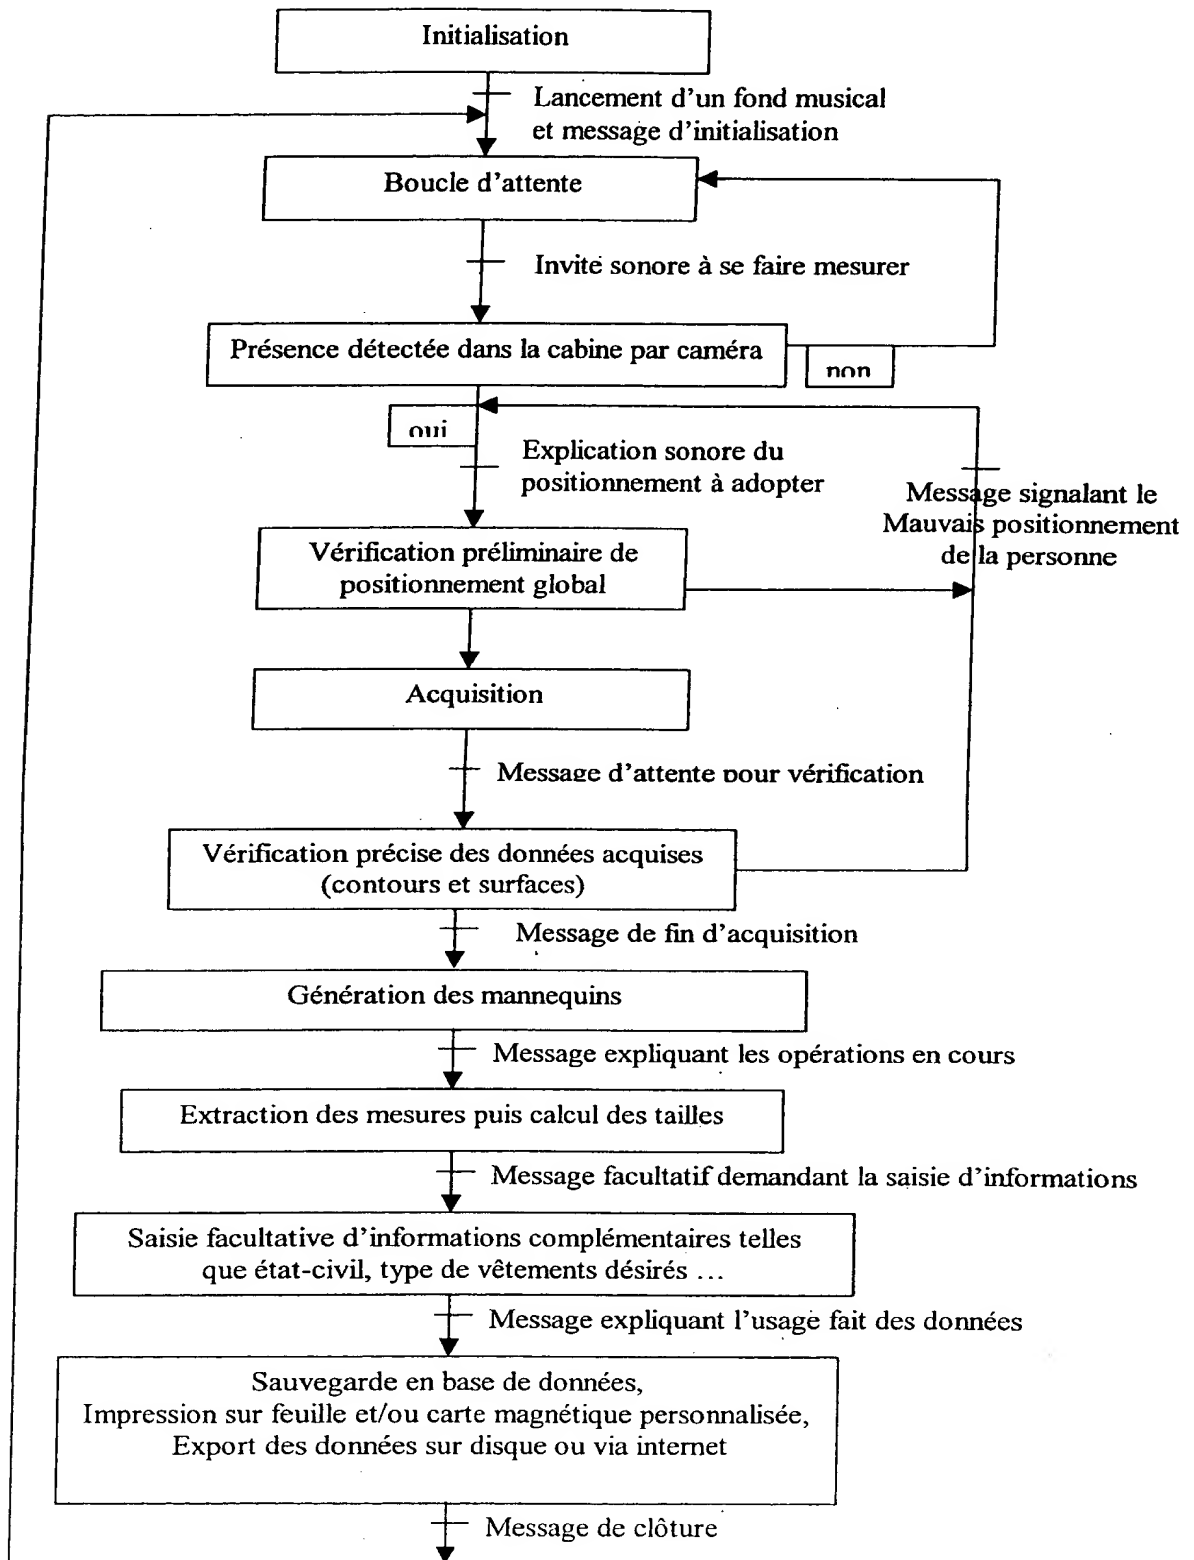 Initialisation
Lancement d'un fond musical
et message d'initialisation
Boucle d'attente
Invité sonore à se faire mesurer
Présence détectée dans la cabine par caméra
non
oui
Explication sonore du
positionnement à adopter
Message signalant le
Mauvais positionnement
de la personne
Vérification préliminaire de
positionnement global
Acquisition
Message d'attente pour vérification
Vérification précise des données acquises
(contours et surfaces)
Message de fin d'acquisition
Génération des mannequins
Message expliquant les opérations en cours
Extraction des mesures puis calcul des tailles
Message facultatif demandant la saisie d'informations
Saisie facultative d'informations complémentaires telles
que état-civil, type de vêtements désirés ...
Message expliquant l'usage fait des données
Sauvegarde en base de données,
Impression sur feuille et/ou carte magnétique personnalisée,
Export des données sur disque ou via internet
Message de clôture